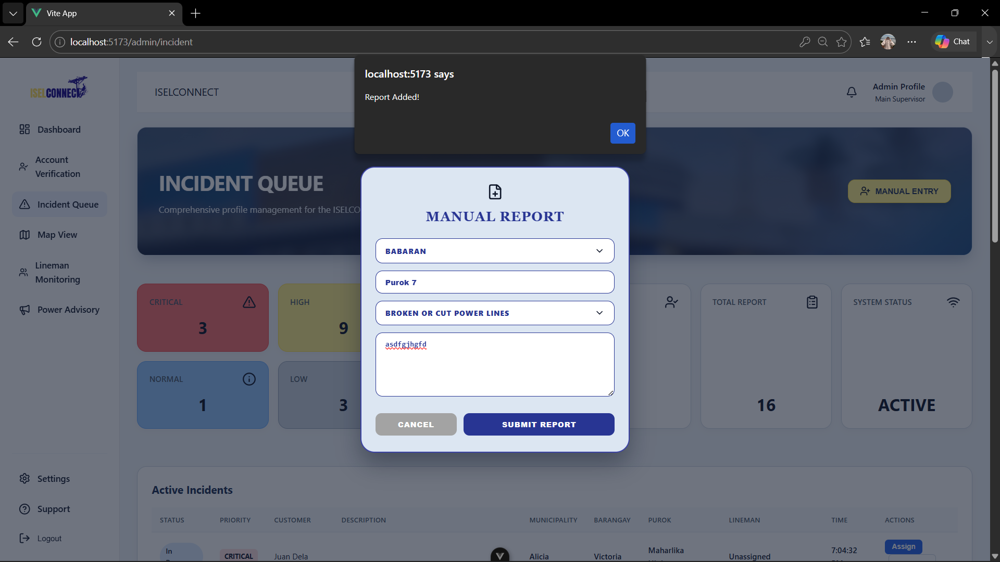 Vite App
localhost:5173/admin/incident
Chat
localhost:5173 says
Report Added!
OK
ISELCONNECT
ISELCONNECT
Admin Profile
Main Supervisor
Dashboard
Account
Verification
Incident Queue
Map View
Lineman
Monitoring
Power Advisory
Settings
Support
Logout
INCIDENT QUEUE
Comprehensive profile management for the ISELCO
MANUAL ENTRY
MANUAL REPORT
BABARAN
Purok 7
BROKEN OR CUT POWER LINES
asdfgjhgfd
CANCEL
SUBMIT REPORT
CRITICAL
3
HIGH
9
NORMAL
1
LOW
3
TOTAL REPORT
16
SYSTEM STATUS
ACTIVE
Active Incidents
STATUS PRIORITY CUSTOMER DESCRIPTION MUNICIPALITY BARANGAY PUROK LINEMAN TIME ACTIONS
In
CRITICAL
Juan Dela
Alicia
Victoria
Maharlika
Unassigned
7:04:32
Assign